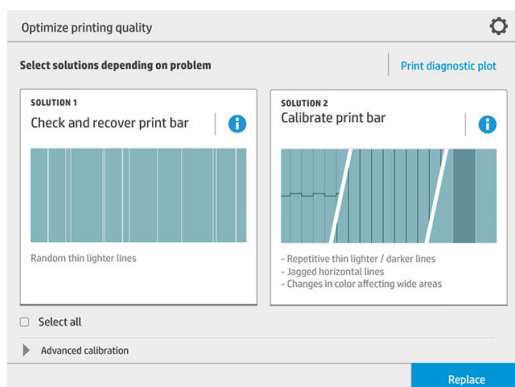 Optimize printing quality
Select solutions depending on problem
Print diagnostic plot
SOLUTION 1
Check and recover print bar
Random thin lighter lines
SOLUTION 2
Calibrate print bar
- Repetitive thin lighter / darker lines
- Jagged horizontal lines
- Changes in color affecting wide areas
Select all
Advanced calibration
Replace